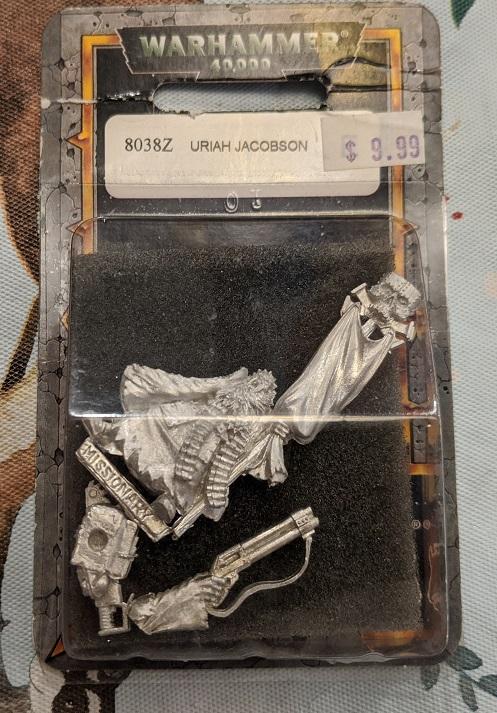 WARHAMMER®
40,000
8038Z URIAH JACOBSON
$ 9.99
MISSIONARY